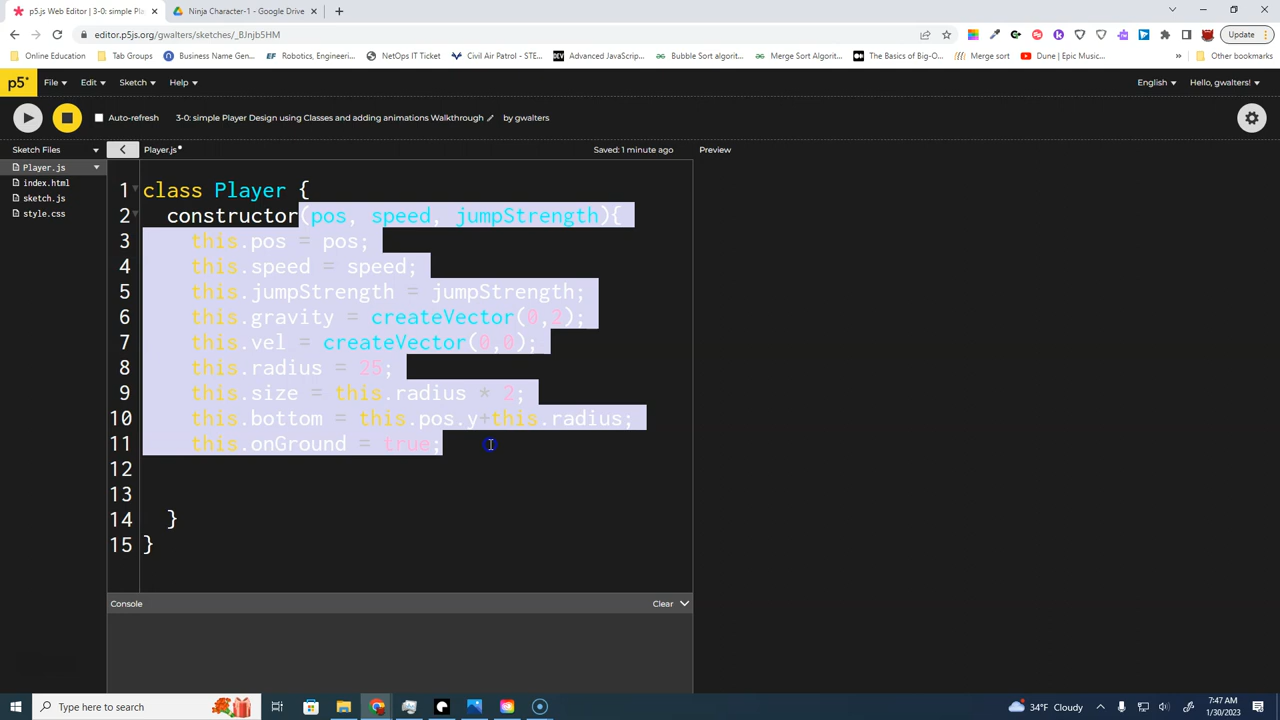 p5.js Web Editor | 3-0: simple Pl
Ninja Character-1 - Google Drive
editor.p5js.org/gwalters/sketches/_BJnjb5HM
Update
Online Education
Tab Groups
Business Name Gen...
Robotics, Engineeri...
NetOps IT Ticket
Civil Air Patrol - STE...
DEV
Advanced JavaScrip...
Bubble Sort Algorit...
Merge Sort Algori...
The Basics of Big-O...
Merge sort
Dune | Epic Music...
»
Other bookmarks
p5*
File
Edit
Sketch
Help
English
Hello, gwalters!
Auto-refresh
3-0: simple Player Design using Classes and adding animations Walkthrough
by gwalters
Sketch Files
Player.js
Saved: 1 minute ago
Preview
Player.js
index.html
sketch.js
style.css
1 class Player {
2 constructor(pos, speed, jumpStrength){
3 this.pos = pos;
4 this.speed = speed;
5 this.jumpStrength = jumpStrength;
6 this.gravity = createVector(0,2);
7 this.vel = createVector(0,0);
8 this.radius = 25;
9 this.size = this.radius * 2;
10 this.bottom = this.pos.y+this.radius;
11 this.onGround = true;
12
13
14 }
15 }
Console
Clear
Type here to search
34°F Cloudy
7:47 AM
1/30/2023